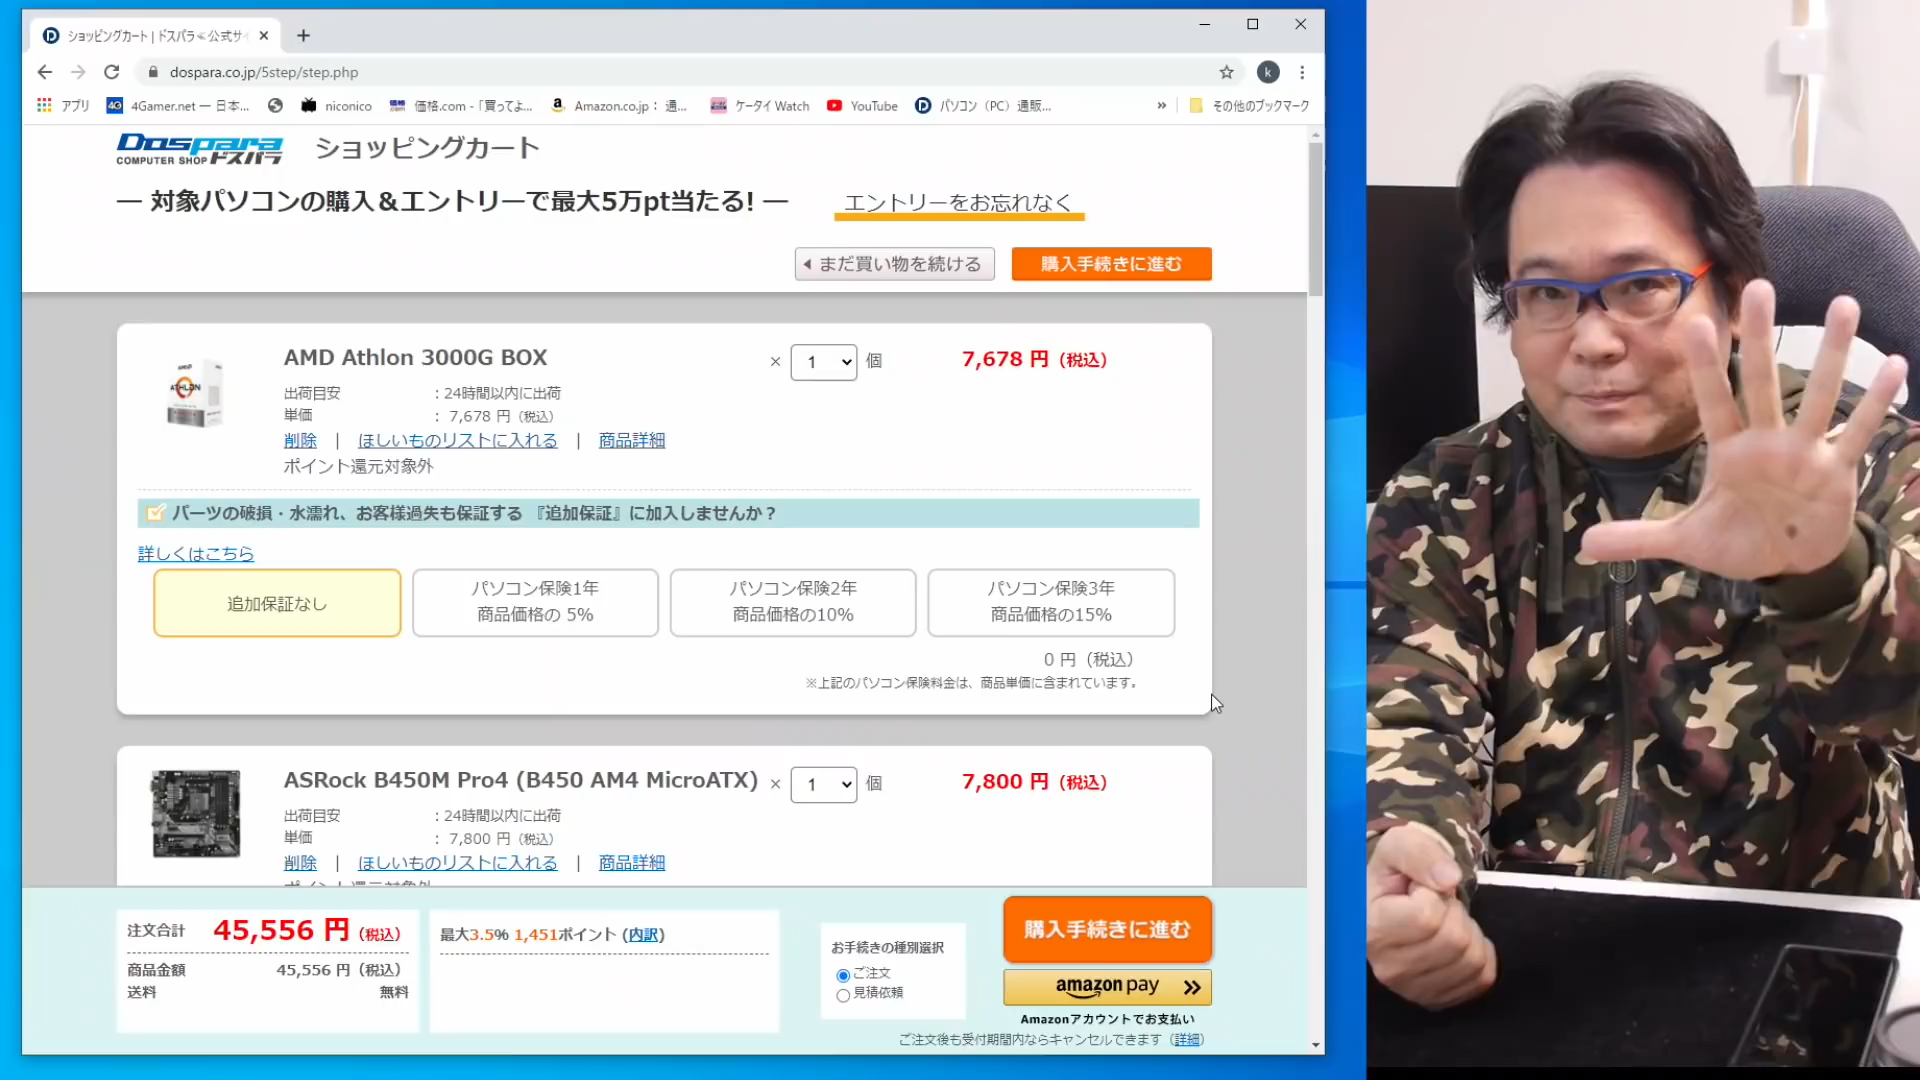 ショッピングカート | ドスパラ
dospara.co.jp/5step/step.php
k
アプリ
4Gamer.net ― 日本...
niconico
価格.com -「買ってよ...
Amazon.co.jp： 通...
ケータイ Watch
YouTube
パソコン（PC）通販...
»
その他のブックマーク
Dospara
COMPUTER SHOP ドスパラ
ショッピングカート
― 対象パソコンの購入＆エントリーで最大5万pt当たる! ―
エントリーをお忘れなく
まだ買い物を続ける
購入手続きに進む
AMD Athlon 3000G BOX
× 1 個
7,678 円（税込）
出荷目安 ：24時間以内に出荷
単価 ： 7,678 円（税込）
削除 | ほしいものリストに入れる | 商品詳細
ポイント還元対象外
パーツの破損・水濡れ、お客様過失も保証する 『追加保証』に加入しませんか？
詳しくはこちら
追加保証なし
パソコン保険1年
商品価格の 5%
パソコン保険2年
商品価格の10%
パソコン保険3年
商品価格の15%
0 円（税込）
※上記のパソコン保険料金は、商品単価に含まれています。
ASRock B450M Pro4 (B450 AM4 MicroATX)
× 1 個
7,800 円（税込）
出荷目安 ：24時間以内に出荷
単価 ： 7,800 円（税込）
削除 | ほしいものリストに入れる | 商品詳細
注文合計 45,556 円（税込）
商品金額 45,556 円（税込）
送料 無料
最大3.5% 1,451ポイント (内訳)
お手続きの種別選択
ご注文
見積依頼
購入手続きに進む
amazon pay
Amazonアカウントでお支払い
ご注文後も受付期間内ならキャンセルできます（詳細）